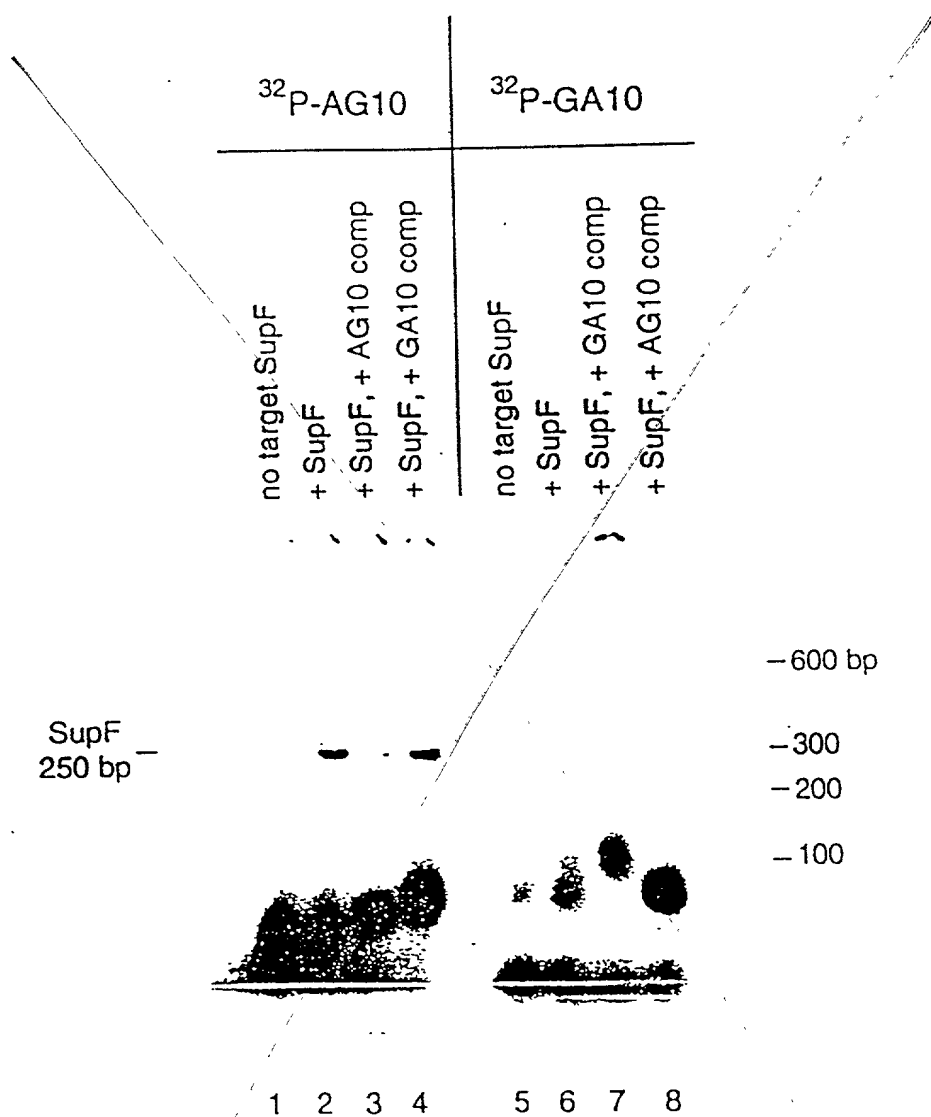 ³²P-AG10
³²P-GA10
no target SupF
+ SupF
+ SupF, + AG10 comp
+ SupF, + GA10 comp
no target SupF
+ SupF
+ SupF, + GA10 comp
+ SupF, + AG10 comp
SupF
250 bp –
–600 bp
–300
–200
–100
1 2 3 4 5 6 7 8